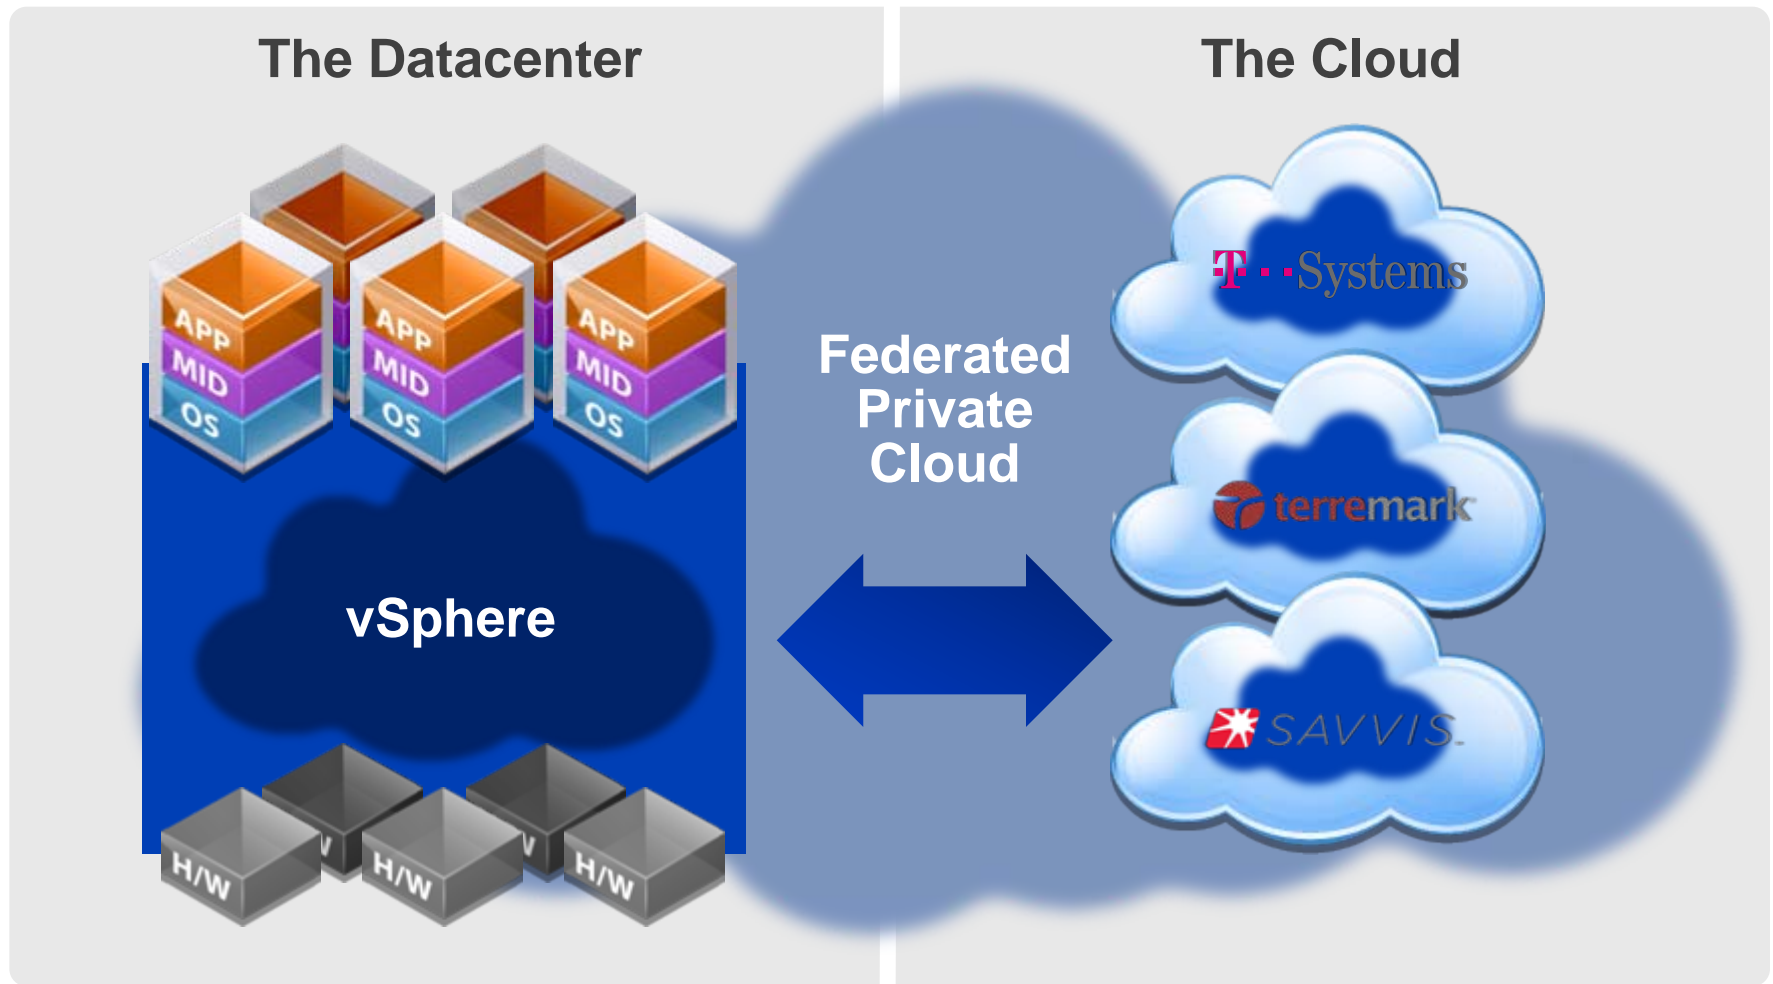 The Datacenter
The Cloud
APP
MID
OS
APP
MID
OS
APP
MID
OS
vSphere
H/W
W
H/W
W
H/W
Federated
Private
Cloud
T··Systems
terremark
SAVVIS™